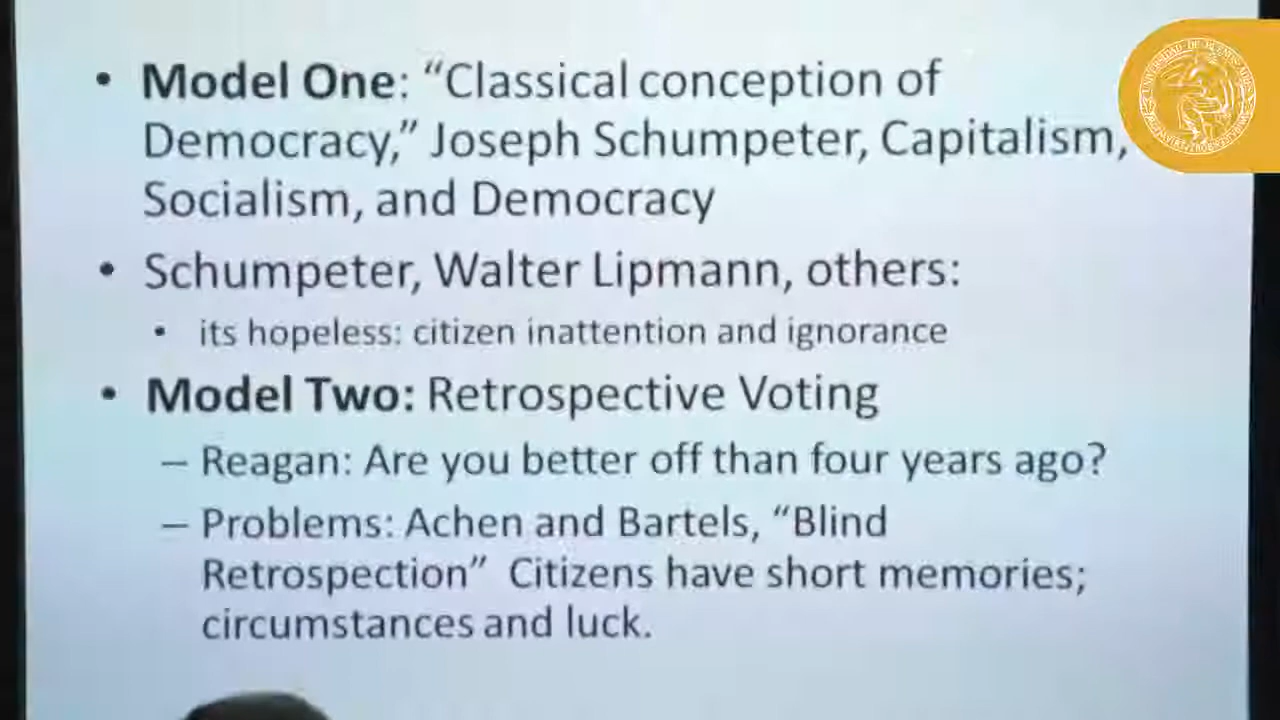 • Model One: “Classical conception of
Democracy,” Joseph Schumpeter, Capitalism,
Socialism, and Democracy
• Schumpeter, Walter Lipmann, others:
• its hopeless: citizen inattention and ignorance
• Model Two: Retrospective Voting
– Reagan: Are you better off than four years ago?
– Problems: Achen and Bartels, “Blind
Retrospection” Citizens have short memories;
circumstances and luck.